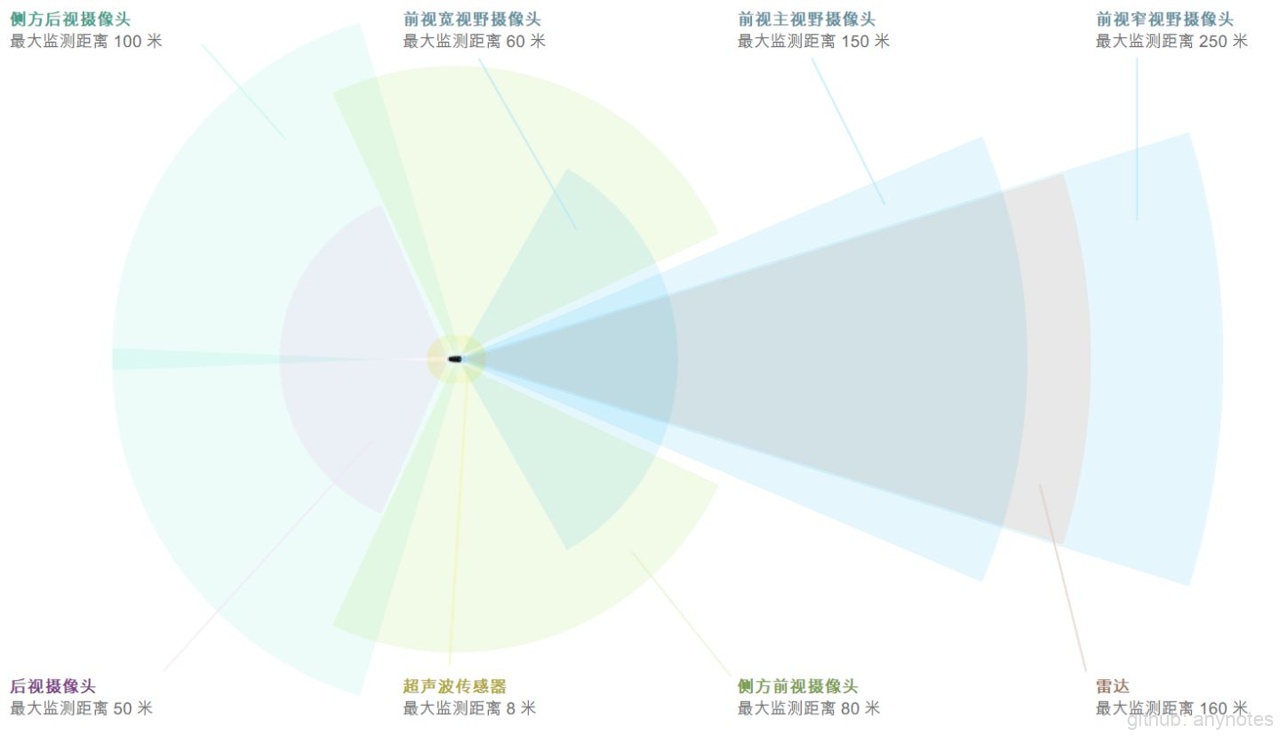 侧方后视摄像头
最大监测距离 100 米
前视宽视野摄像头
最大监测距离 60 米
前视主视野摄像头
最大监测距离 150 米
前视窄视野摄像头
最大监测距离 250 米
后视摄像头
最大监测距离 50 米
超声波传感器
最大监测距离 8 米
侧方前视摄像头
最大监测距离 80 米
雷达
最大监测距离 160 米
github: anynotes